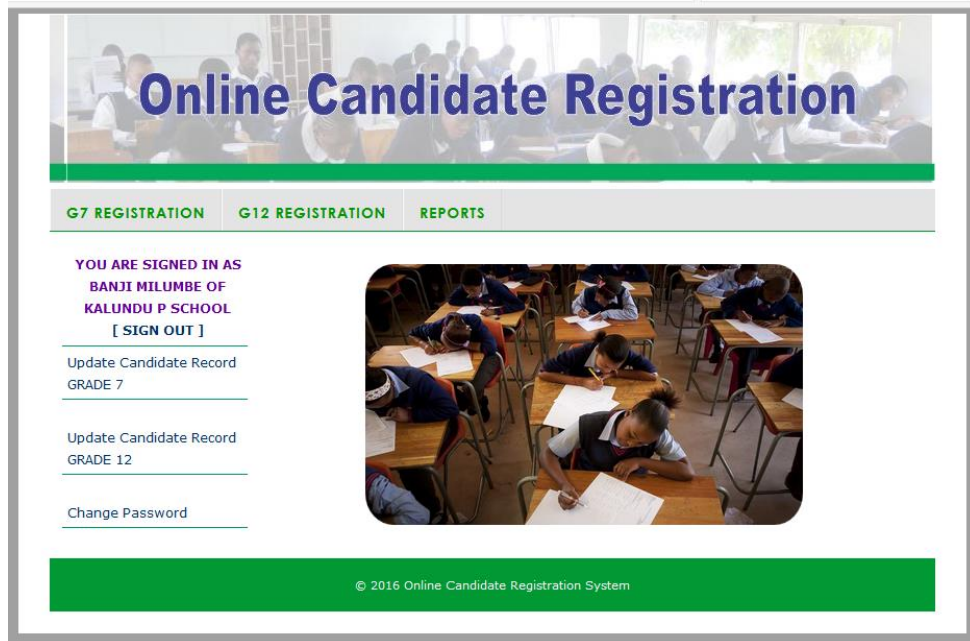 Online Candidate Registration
G7 REGISTRATION G12 REGISTRATION REPORTS
YOU ARE SIGNED IN AS
BANJI MILUMBE OF
KALUNDU P SCHOOL
[ SIGN OUT ]
Update Candidate Record
GRADE 7
Update Candidate Record
GRADE 12
Change Password
© 2016 Online Candidate Registration System